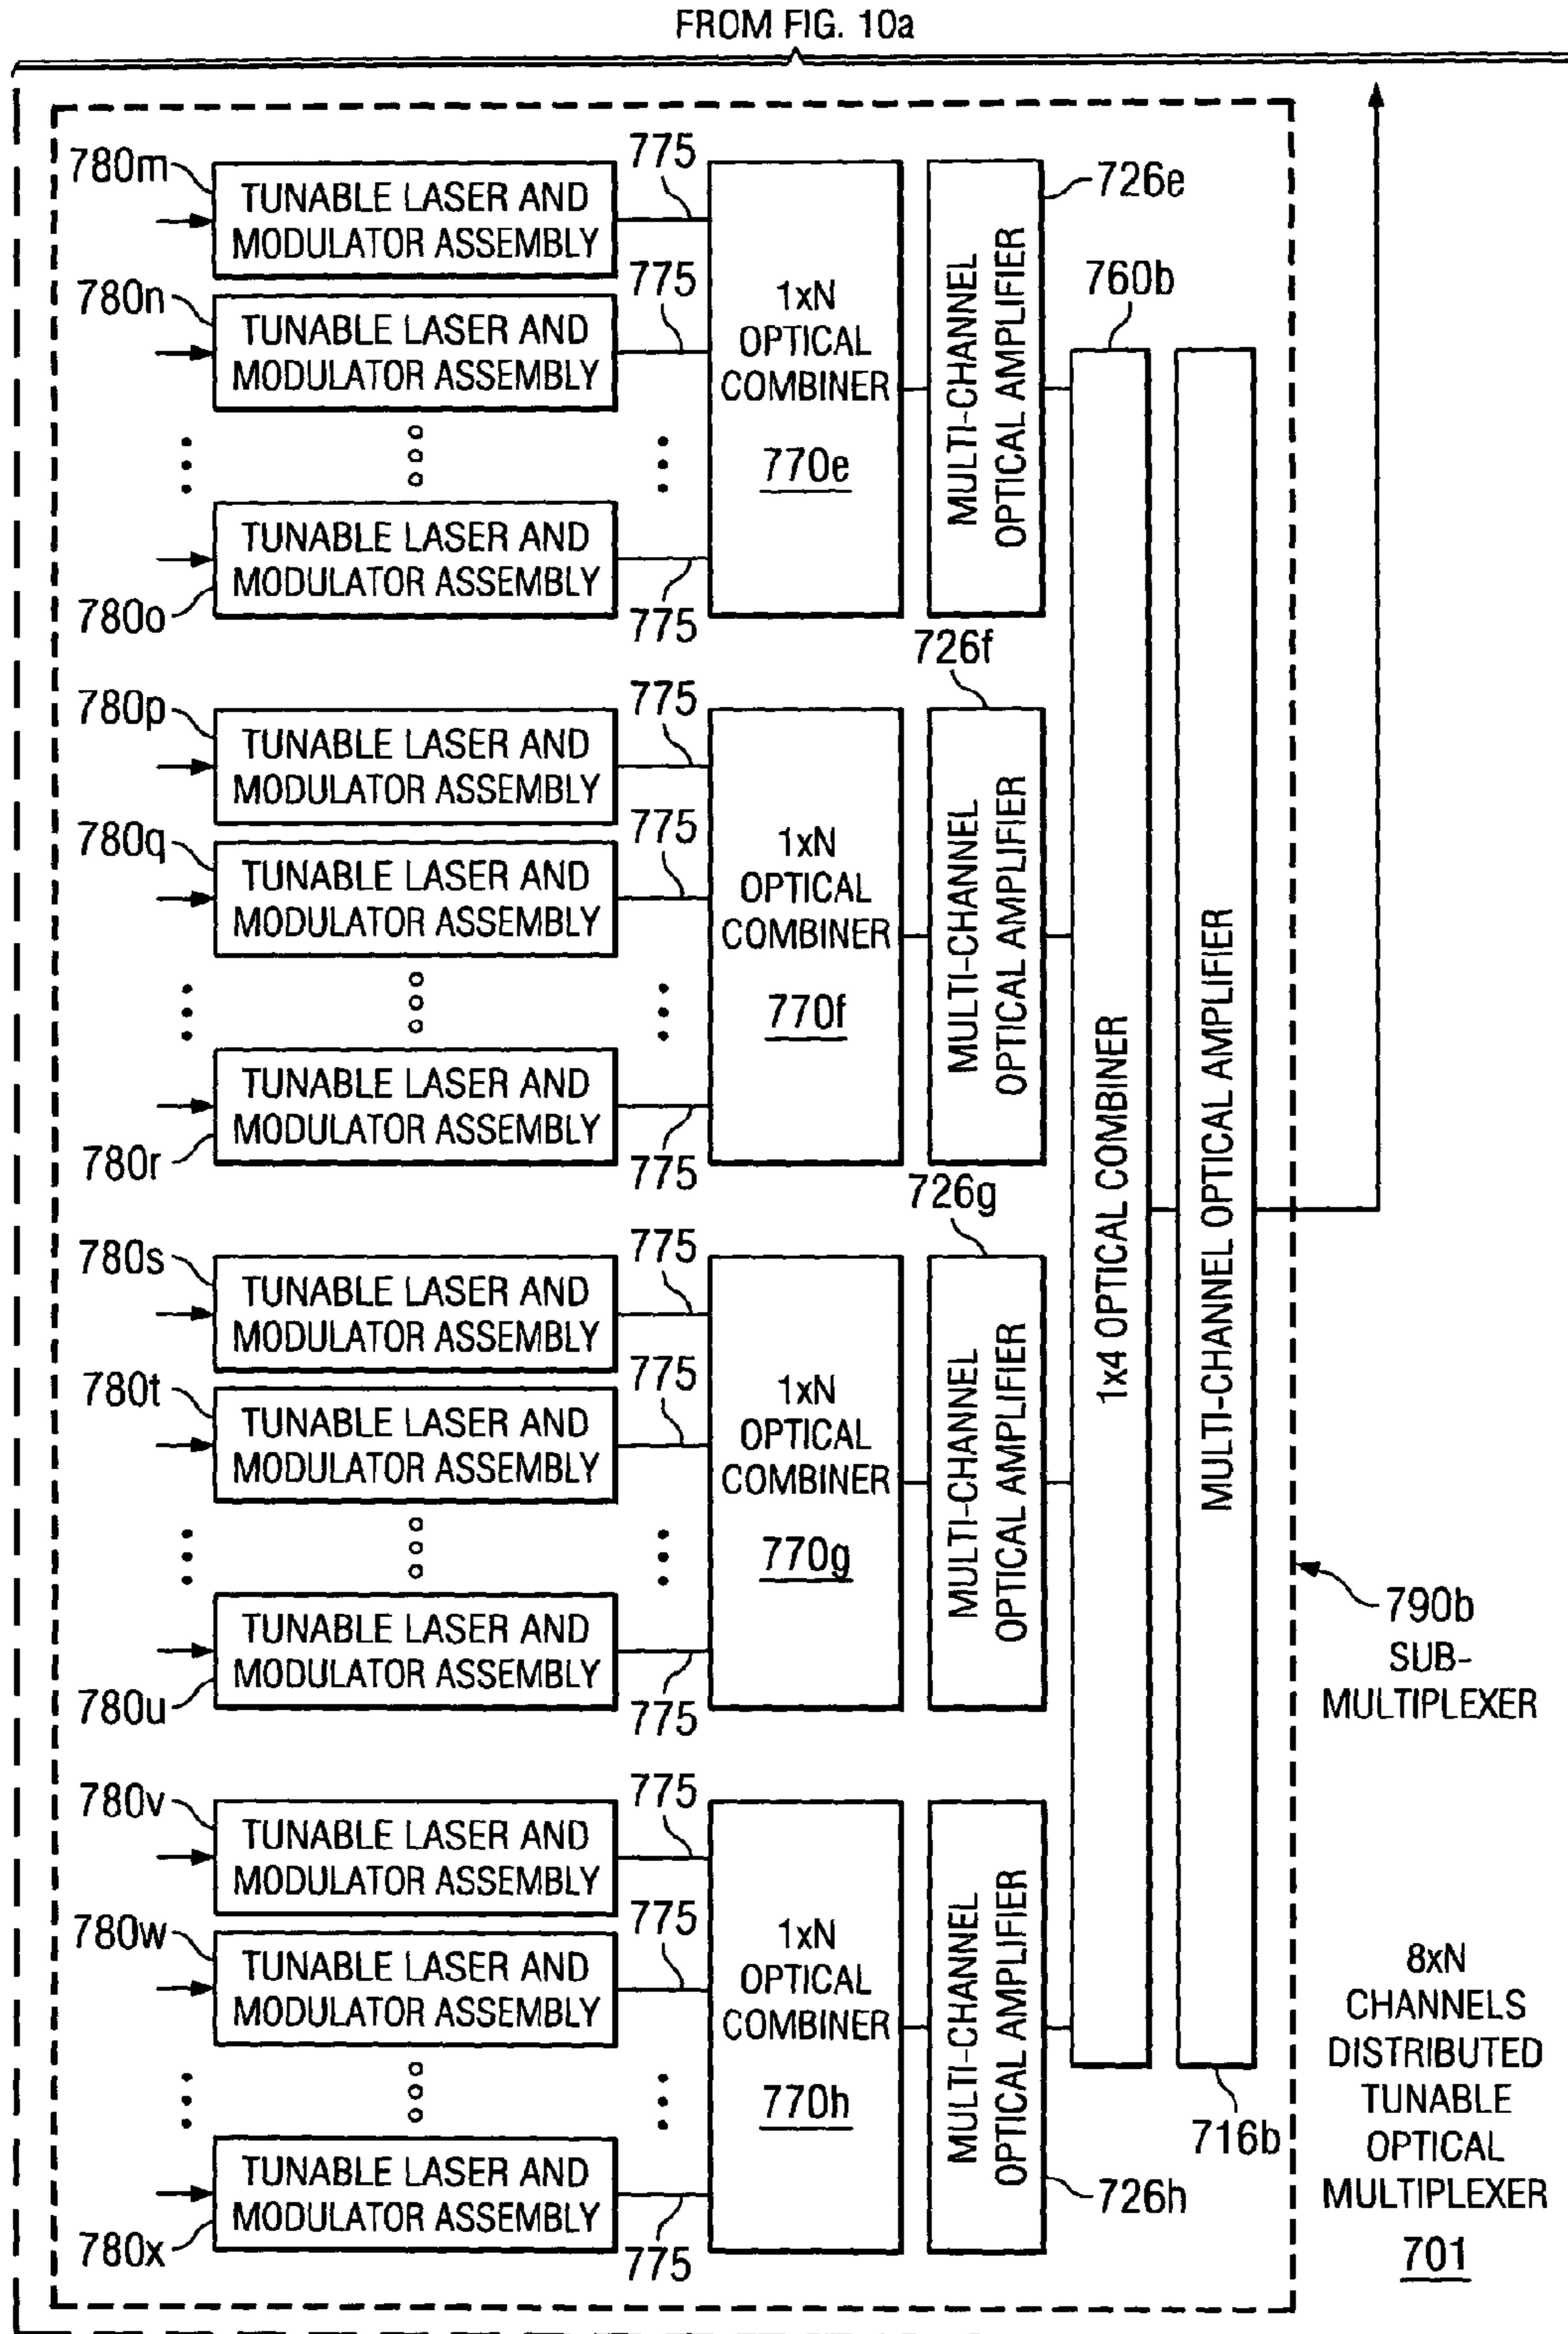 FROM FIG. 10a
780m
TUNABLE LASER AND
MODULATOR ASSEMBLY
775
780n
TUNABLE LASER AND
MODULATOR ASSEMBLY
775
780o
TUNABLE LASER AND
MODULATOR ASSEMBLY
775
1xN
OPTICAL
COMBINER
770e
MULTI-CHANNEL
OPTICAL AMPLIFIER
726e
780p
TUNABLE LASER AND
MODULATOR ASSEMBLY
775
780q
TUNABLE LASER AND
MODULATOR ASSEMBLY
775
780r
TUNABLE LASER AND
MODULATOR ASSEMBLY
775
1xN
OPTICAL
COMBINER
770f
MULTI-CHANNEL
OPTICAL AMPLIFIER
726f
780s
TUNABLE LASER AND
MODULATOR ASSEMBLY
775
780t
TUNABLE LASER AND
MODULATOR ASSEMBLY
775
780u
TUNABLE LASER AND
MODULATOR ASSEMBLY
775
1xN
OPTICAL
COMBINER
770g
MULTI-CHANNEL
OPTICAL AMPLIFIER
726g
780v
TUNABLE LASER AND
MODULATOR ASSEMBLY
775
780w
TUNABLE LASER AND
MODULATOR ASSEMBLY
775
780x
TUNABLE LASER AND
MODULATOR ASSEMBLY
775
1xN
OPTICAL
COMBINER
770h
MULTI-CHANNEL
OPTICAL AMPLIFIER
726h
760b
1x4 OPTICAL COMBINER
MULTI-CHANNEL OPTICAL AMPLIFIER
716b
790b
SUB-
MULTIPLEXER
8xN
CHANNELS
DISTRIBUTED
TUNABLE
OPTICAL
MULTIPLEXER
701